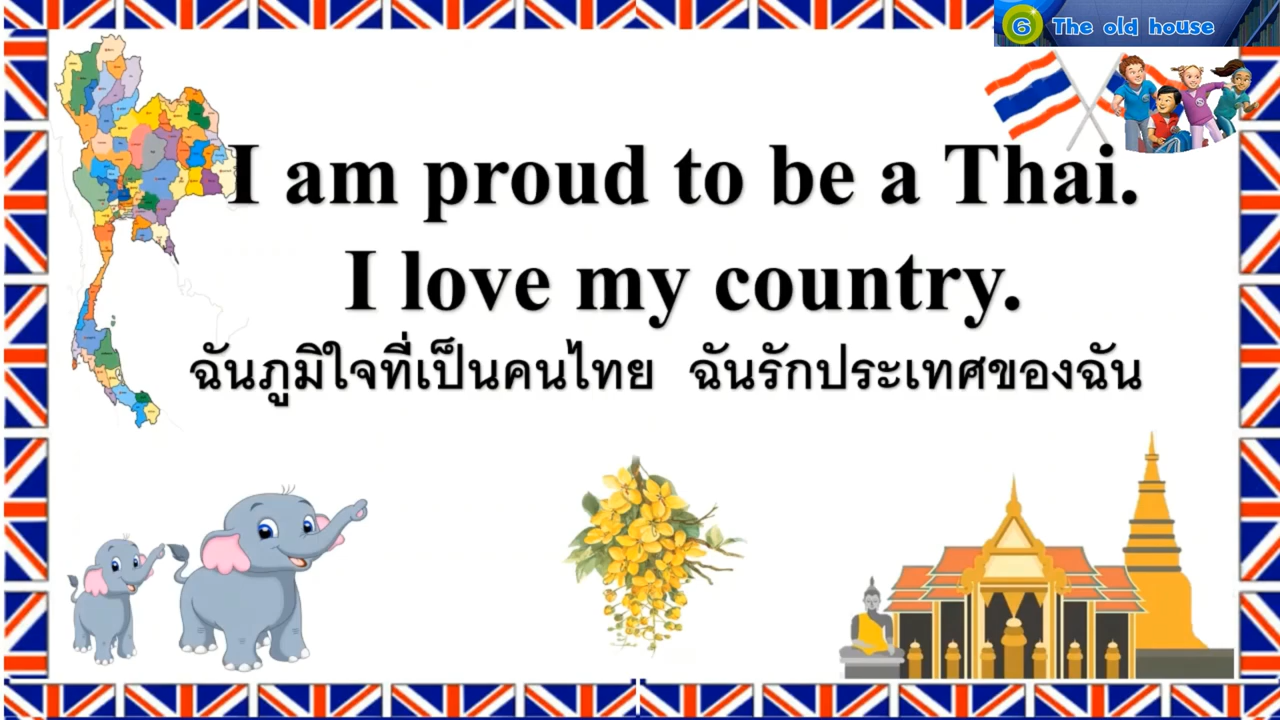 6 The old house
I am proud to be a Thai.
I love my country.
ฉันภูมิใจที่เป็นคนไทย ฉันรักประเทศของฉัน